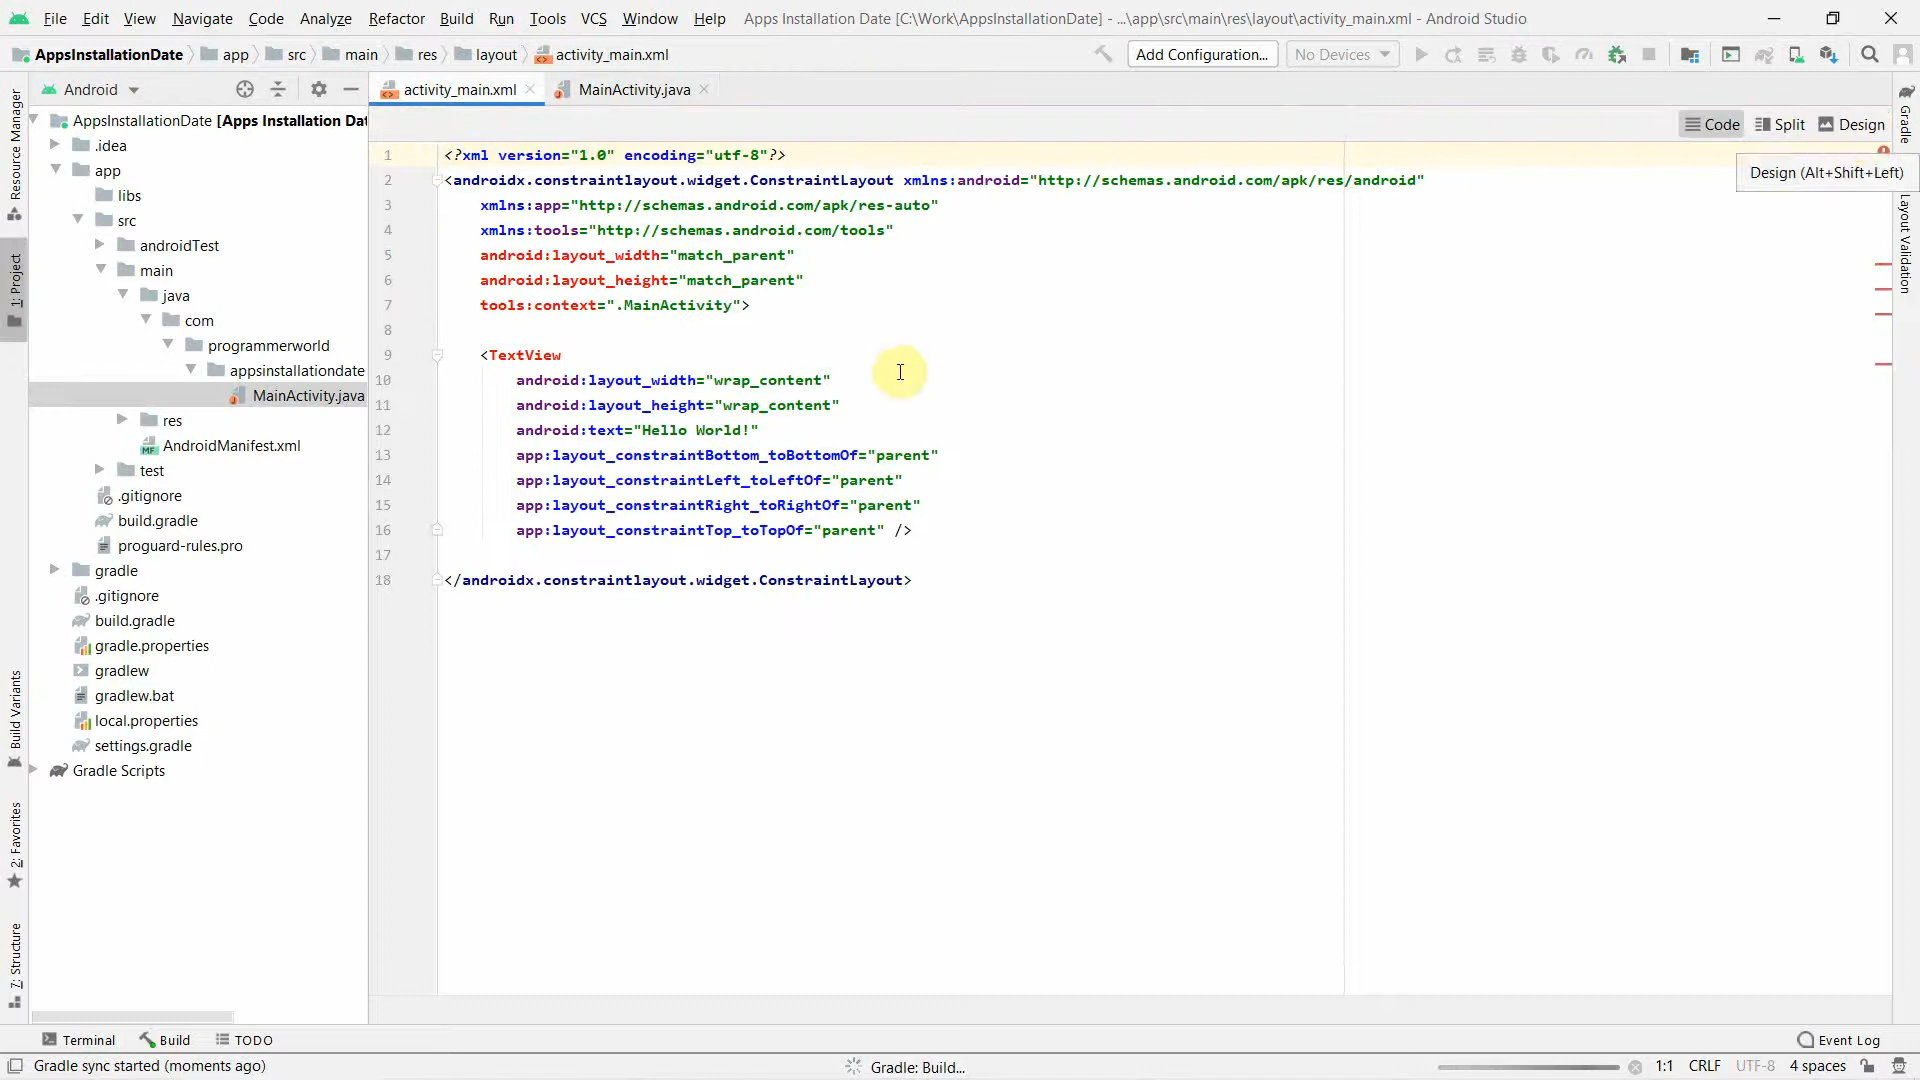 File Edit View Navigate Code Analyze Refactor Build Run Tools VCS Window Help Apps Installation Date [C:\Work\AppsInstallationDate] - ...\app\src\main\res\layout\activity_main.xml - Android Studio
AppsInstallationDate app src main res layout activity_main.xml Add Configuration... No Devices
Android activity_main.xml MainActivity.java
Code Split Design
Design (Alt+Shift+Left)
Resource Manager
1: Project
Build Variants
2: Favorites
7: Structure
AppsInstallationDate [Apps Installation Dat
.idea
app
libs
src
androidTest
main
java
com
programmerworld
appsinstallationdate
MainActivity.java
res
AndroidManifest.xml
MF
test
.gitignore
build.gradle
proguard-rules.pro
gradle
.gitignore
build.gradle
gradle.properties
gradlew
gradlew.bat
local.properties
settings.gradle
Gradle Scripts
1 <?xml version="1.0" encoding="utf-8"?>
2 <androidx.constraintlayout.widget.ConstraintLayout xmlns:android="http://schemas.android.com/apk/res/android"
3 xmlns:app="http://schemas.android.com/apk/res-auto"
4 xmlns:tools="http://schemas.android.com/tools"
5 android:layout_width="match_parent"
6 android:layout_height="match_parent"
7 tools:context=".MainActivity">
8
9 <TextView
10 android:layout_width="wrap_content"
11 android:layout_height="wrap_content"
12 android:text="Hello World!"
13 app:layout_constraintBottom_toBottomOf="parent"
14 app:layout_constraintLeft_toLeftOf="parent"
15 app:layout_constraintRight_toRightOf="parent"
16 app:layout_constraintTop_toTopOf="parent" />
17
18 </androidx.constraintlayout.widget.ConstraintLayout>
Gradle
Layout Validation
Terminal Build TODO Event Log
Gradle sync started (moments ago) Gradle: Build... 1:1 CRLF UTF-8 4 spaces